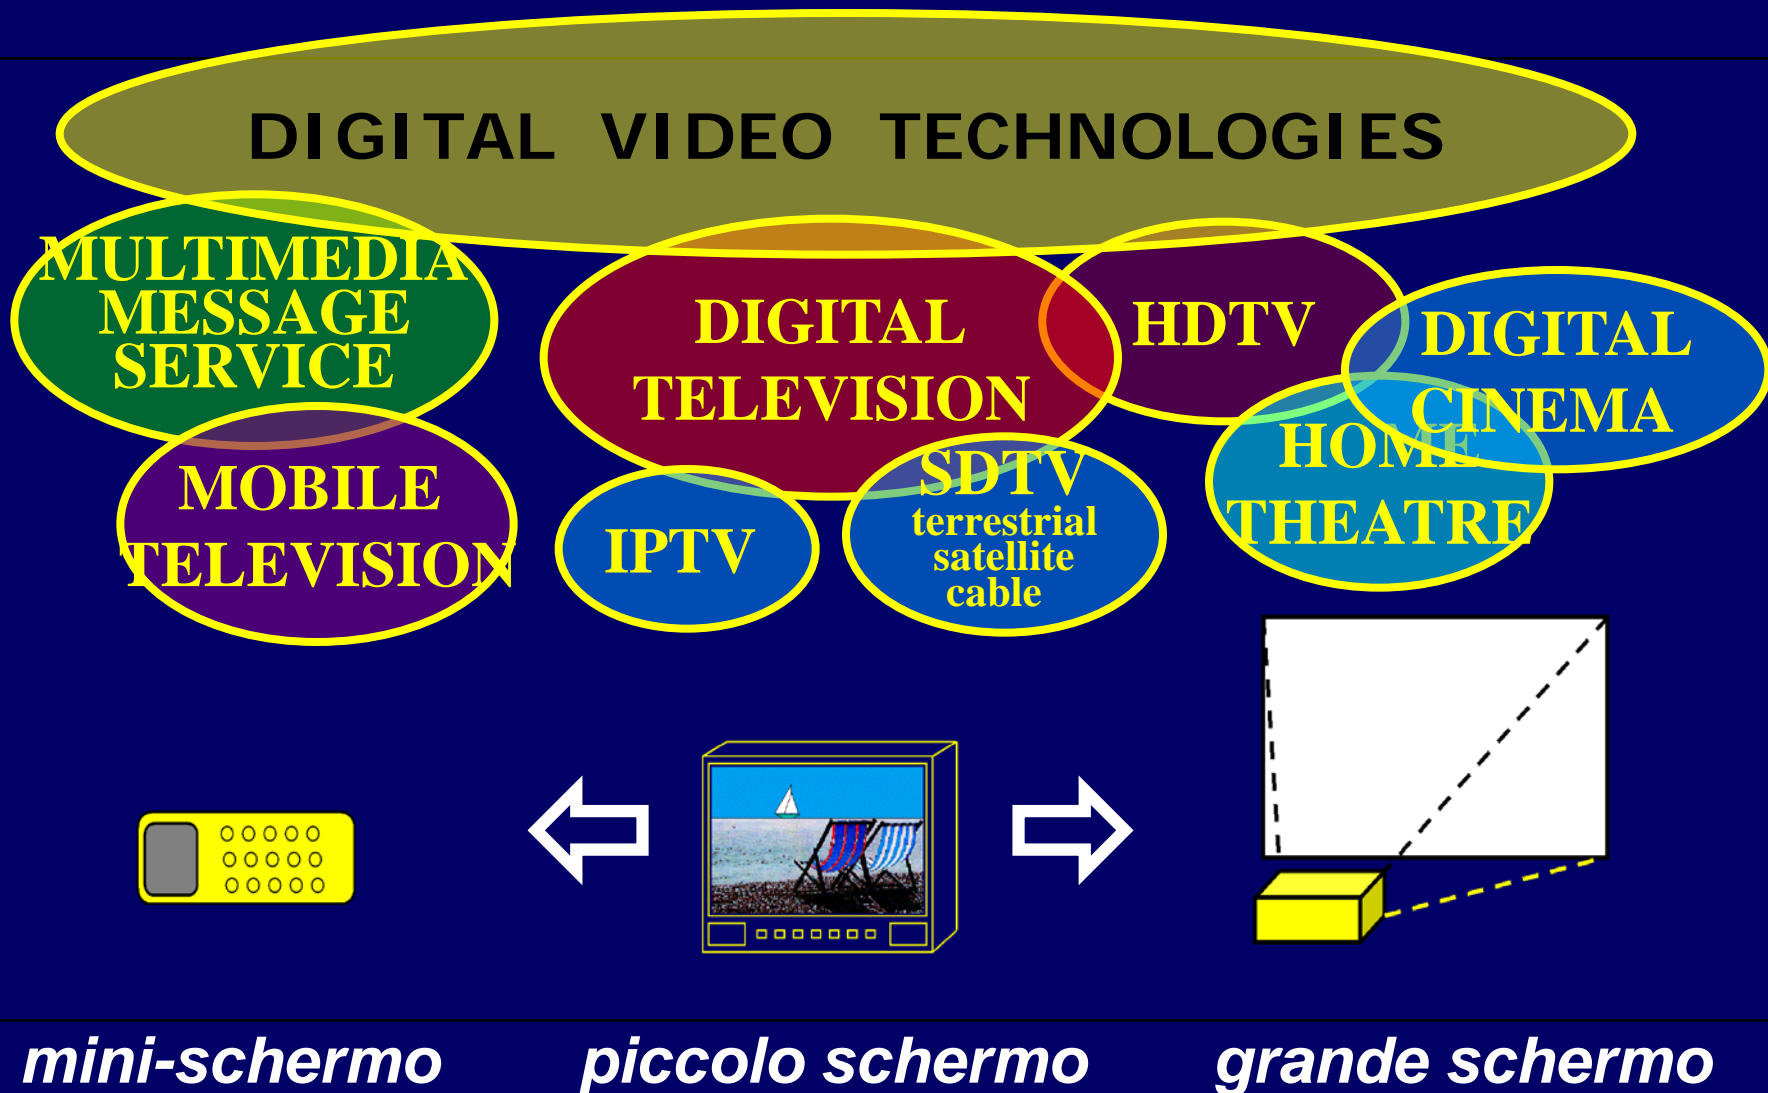 DIGITAL VIDEO TECHNOLOGIES
MULTIMEDIA
MESSAGE
SERVICE
MOBILE
TELEVISION
DIGITAL
TELEVISION
IPTV
SDTV
terrestrial
satellite
cable
HDTV
DIGITAL
CINEMA
HOME
THEATRE
mini-schermo
piccolo schermo
grande schermo